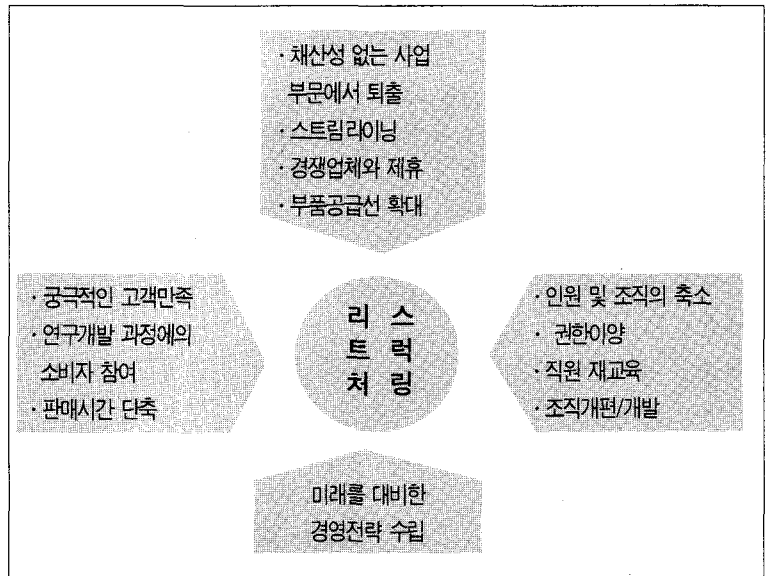 · 채산성 없는 사업
부문에서 퇴출
· 스트림라이닝
· 경쟁업체와 제휴
· 부품공급선 확대
· 궁극적인 고객만족
· 연구개발 과정에의
소비자 참여
· 판매시간 단축
리 스
트 럭
처 링
· 인원 및 조직의 축소
· 권한이양
· 직원 재교육
· 조직개편/개발
미래를 대비한
경영전략 수립